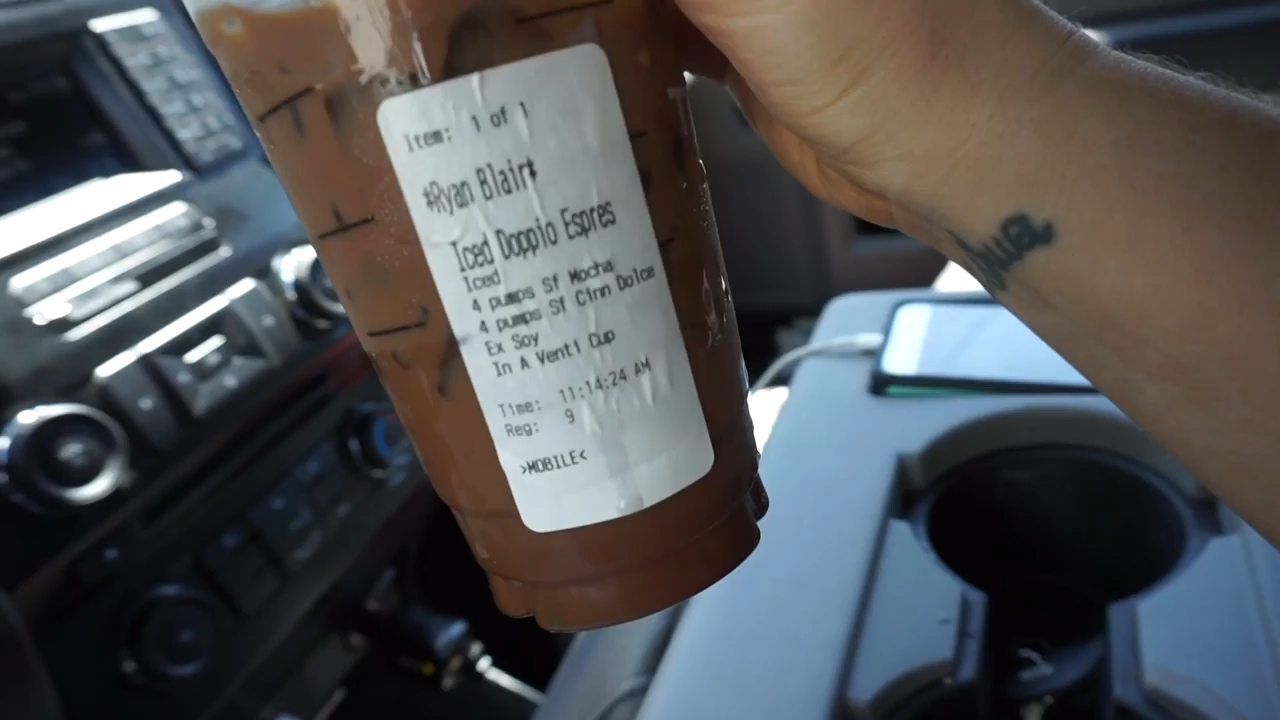 Item: 1 of 1
*Ryan Blair*
Iced Doppio Espres
Iced
4 pumps Sf Mocha
4 pumps Sf Cinn Dolce
Ex Soy
In A Venti Cup
Time: 11:14:24 AM
Reg: 9
>MOBILE<